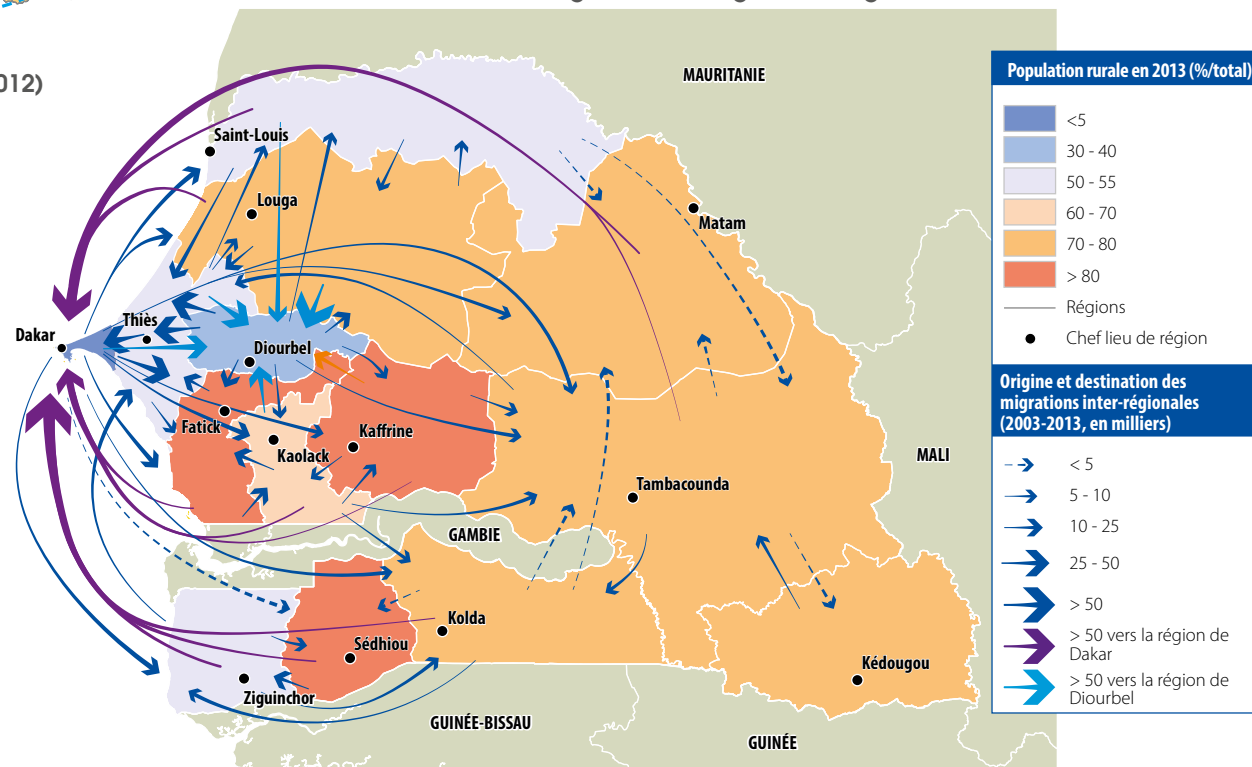 012)
MAURITANIE
Saint-Louis
Louga
Matam
Dakar
Thiès
Diourbel
Fatick
Kaolack
Kaffrine
Tambacounda
MALI
GAMBIE
Kolda
Sédhiou
Ziguinchor
Kédougou
GUINÉE-BISSAU
GUINÉE
Population rurale en 2013 (%/total)
<5
30 - 40
50 - 55
60 - 70
70 - 80
> 80
Régions
Chef lieu de région
Origine et destination des
migrations inter-régionales
(2003-2013, en milliers)
< 5
5 - 10
10 - 25
25 - 50
> 50
> 50 vers la région de
Dakar
> 50 vers la région de
Diourbel